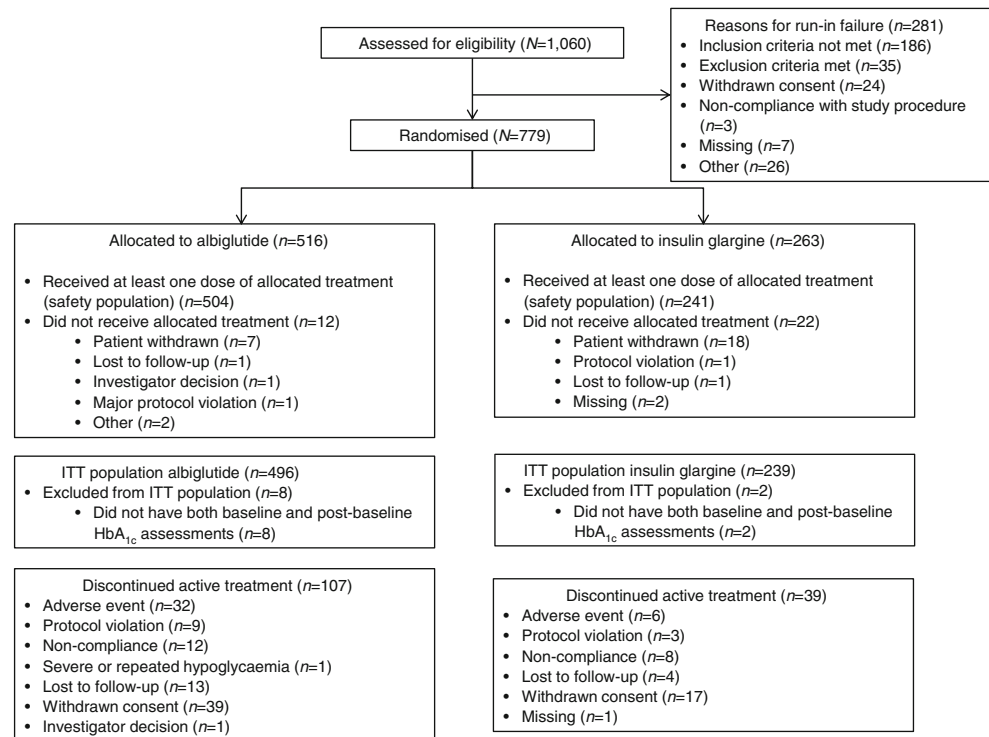 Assessed for eligibility (N=1,060)
Reasons for run-in failure (n=281)
• Inclusion criteria not met (n=186)
• Exclusion criteria met (n=35)
• Withdrawn consent (n=24)
• Non-compliance with study procedure
(n=3)
• Missing (n=7)
• Other (n=26)
Randomised (N=779)
Allocated to albiglutide (n=516)
• Received at least one dose of allocated treatment
(safety population) (n=504)
• Did not receive allocated treatment (n=12)
• Patient withdrawn (n=7)
• Lost to follow-up (n=1)
• Investigator decision (n=1)
• Major protocol violation (n=1)
• Other (n=2)
Allocated to insulin glargine (n=263)
• Received at least one dose of allocated treatment
(safety population) (n=241)
• Did not receive allocated treatment (n=22)
• Patient withdrawn (n=18)
• Protocol violation (n=1)
• Lost to follow-up (n=1)
• Missing (n=2)
ITT population albiglutide (n=496)
• Excluded from ITT population (n=8)
• Did not have both baseline and post-baseline
HbA1c assessments (n=8)
ITT population insulin glargine (n=239)
• Excluded from ITT population (n=2)
• Did not have both baseline and post-baseline
HbA1c assessments (n=2)
Discontinued active treatment (n=107)
• Adverse event (n=32)
• Protocol violation (n=9)
• Non-compliance (n=12)
• Severe or repeated hypoglycaemia (n=1)
• Lost to follow-up (n=13)
• Withdrawn consent (n=39)
• Investigator decision (n=1)
Discontinued active treatment (n=39)
• Adverse event (n=6)
• Protocol violation (n=3)
• Non-compliance (n=8)
• Lost to follow-up (n=4)
• Withdrawn consent (n=17)
• Missing (n=1)